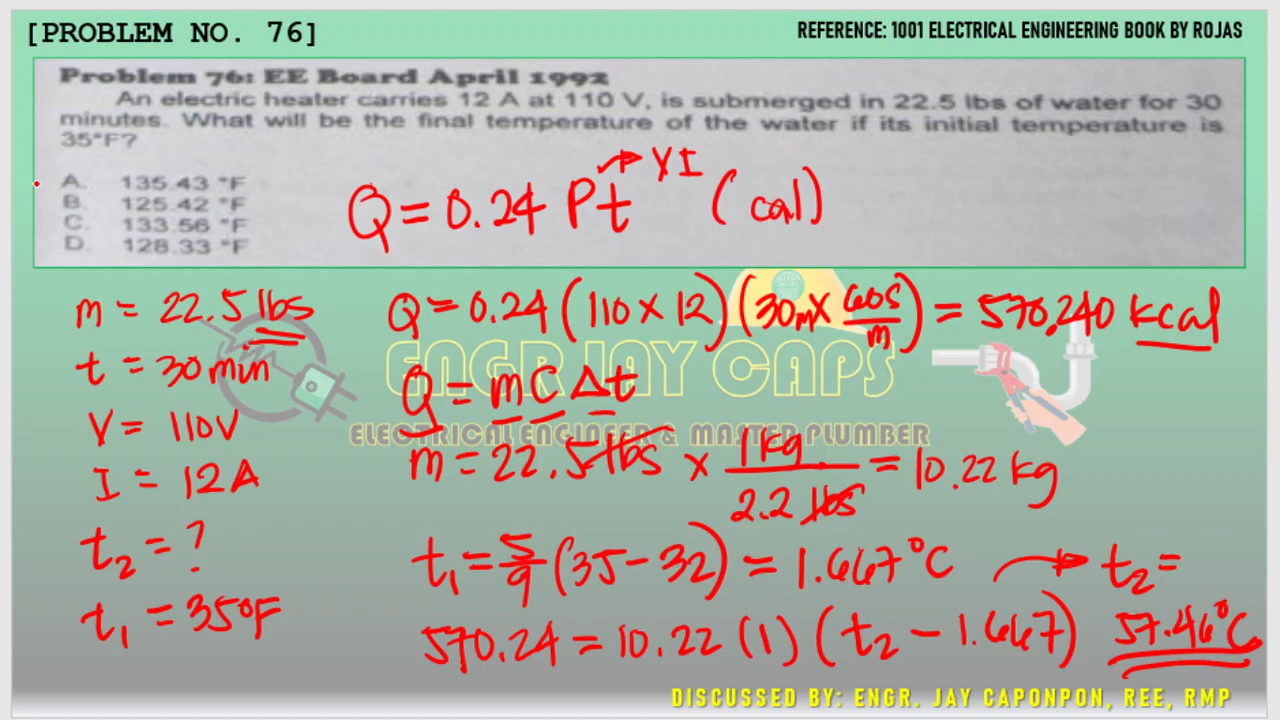 [PROBLEM NO. 76]
REFERENCE: 1001 ELECTRICAL ENGINEERING BOOK BY ROJAS
Problem 76: EE Board April 1992
An electric heater carries 12 A at 110 V, is submerged in 22.5 lbs of water for 30
minutes. What will be the final temperature of the water if its initial temperature is
35°F?
A. 135.43 °F
B. 125.42 °F
C. 133.56 °F
D. 128.33 °F
Q = 0.24 Pt → VI (cal)
m = 22.5 lbs
t = 30 min
V = 110V
I = 12A
t₂ = ?
t₁ = 35°F
Q = 0.24 (110 x 12) (30m x 60s/m) = 570.240 kcal
Q = mCΔt
m = 22.5 lbs x 1kg/2.2 lbs = 10.22 kg
t₁ = 5/9 (35 - 32) = 1.667°C → t₂ =
570.24 = 10.22 (1) (t₂ - 1.667) 57.46°C
ENGR JAY CAPS
ELECTRICAL ENGINEER & MASTER PLUMBER
DISCUSSED BY: ENGR. JAY CAPONPON, REE, RMP